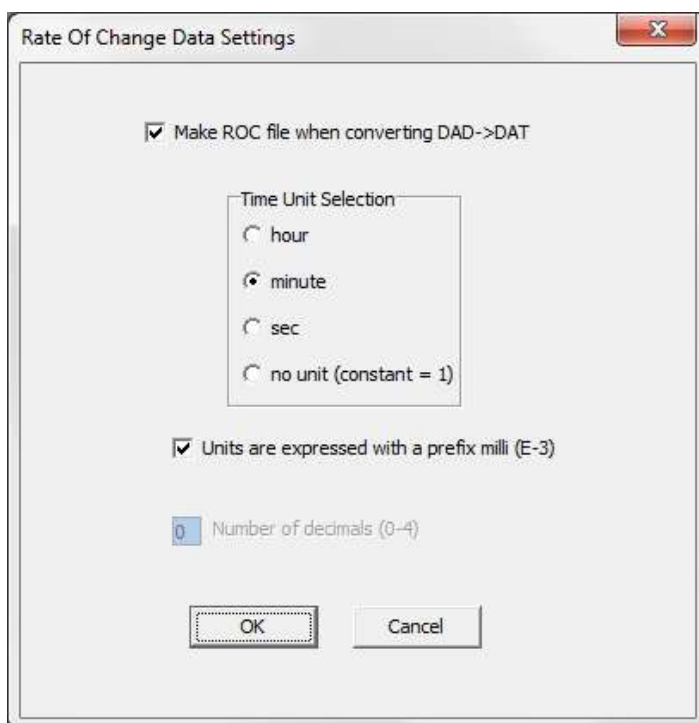 Rate Of Change Data Settings
Make ROC file when converting DAD->DAT
Time Unit Selection
hour
minute
sec
no unit (constant = 1)
Units are expressed with a prefix milli (E-3)
0 Number of decimals (0-4)
OK Cancel